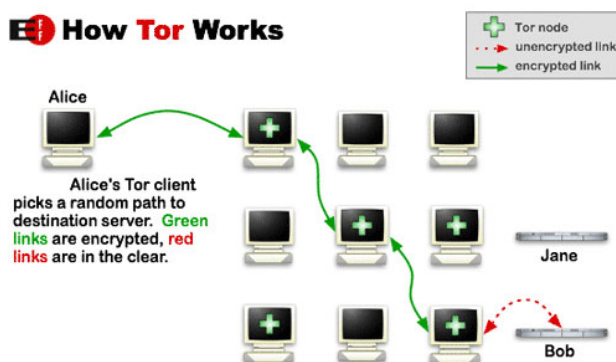 EFF How Tor Works
Tor node
unencrypted link
encrypted link
Alice
Alice's Tor client
picks a random path to
destination server. Green
links are encrypted, red
links are in the clear.
Jane
Bob